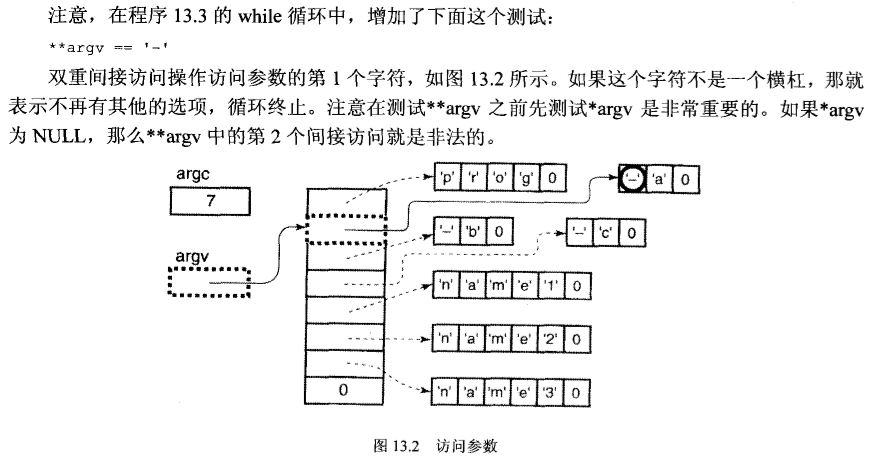 注意，在程序 13.3 的 while 循环中，增加了下面这个测试：
**argv == '-'
双重间接访问操作访问参数的第 1 个字符，如图 13.2 所示。如果这个字符不是一个横杠，那就
表示不再有其他的选项，循环终止。注意在测试**argv 之前先测试*argv 是非常重要的。如果*argv
为 NULL，那么**argv 中的第 2 个间接访问就是非法的。
argc
7
argv
'p' 'r' 'o' 'g' 0
'-' 'a' 0
'-' 'b' 0
'-' 'c' 0
'n' 'a' 'm' 'e' '1' 0
'n' 'a' 'm' 'e' '2' 0
0
'n' 'a' 'm' 'e' '3' 0
图 13.2 访问参数